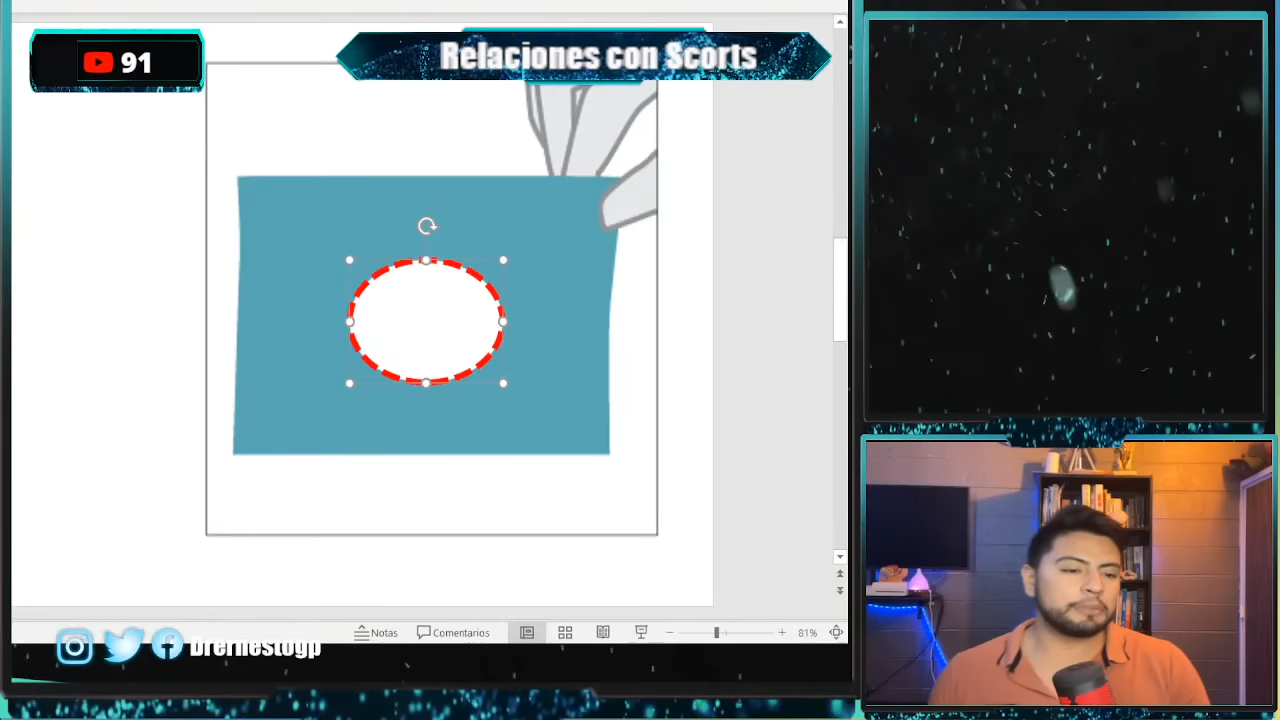 91
Relaciones con Scorts
Notas
Comentarios
81%
Drernestogp